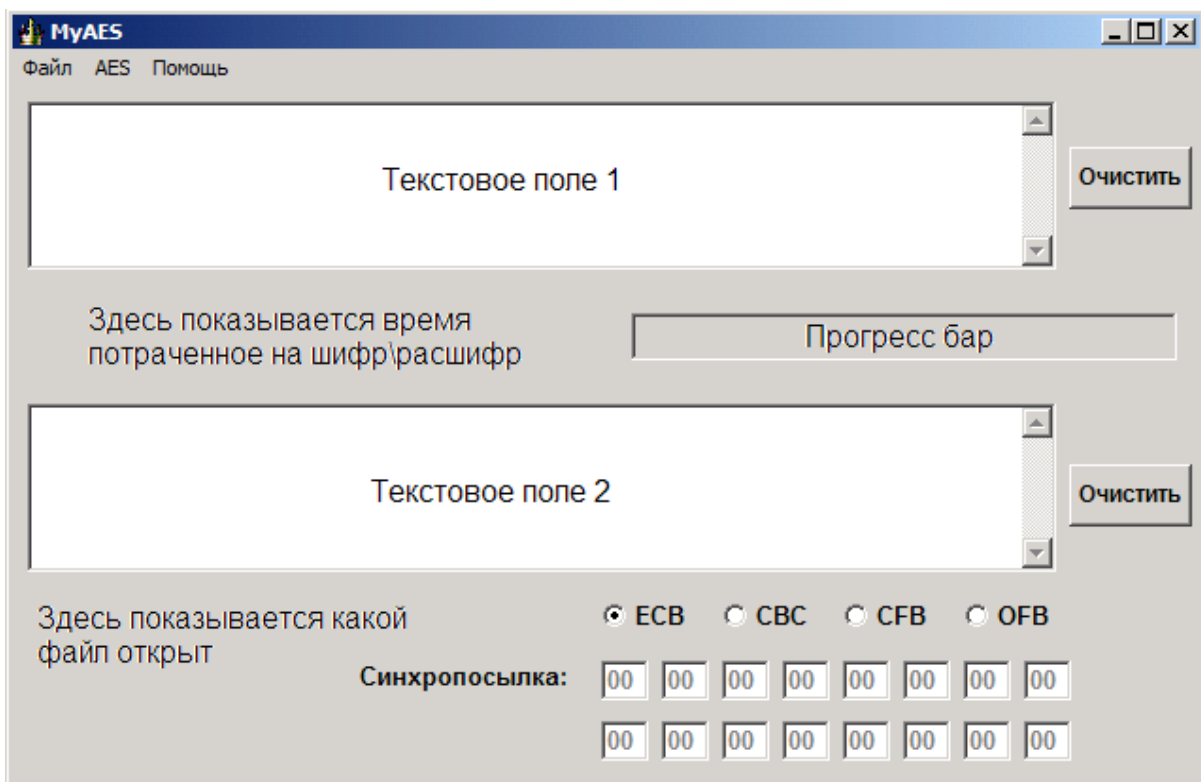 MyAES
Файл AES Помощь
Текстовое поле 1
Очистить
Здесь показывается время
потраченное на шифр\расшифр
Прогресс бар
Текстовое поле 2
Очистить
Здесь показывается какой
файл открыт
ECB CBC CFB OFB
Синхропосылка:
00 00 00 00 00 00 00 00
00 00 00 00 00 00 00 00